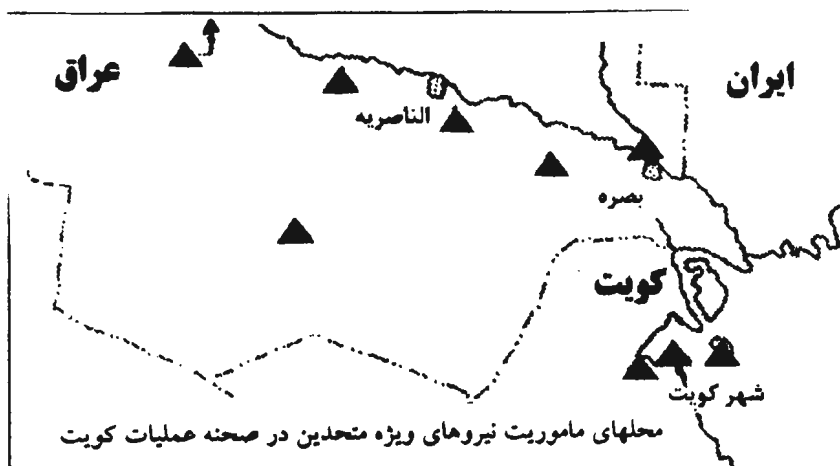 عراق
ایران
الناصریه
بصره
کویت
شهر کویت
محلهای ماموریت نیروهای ویژه متحدین در صحنه عملیات کویت